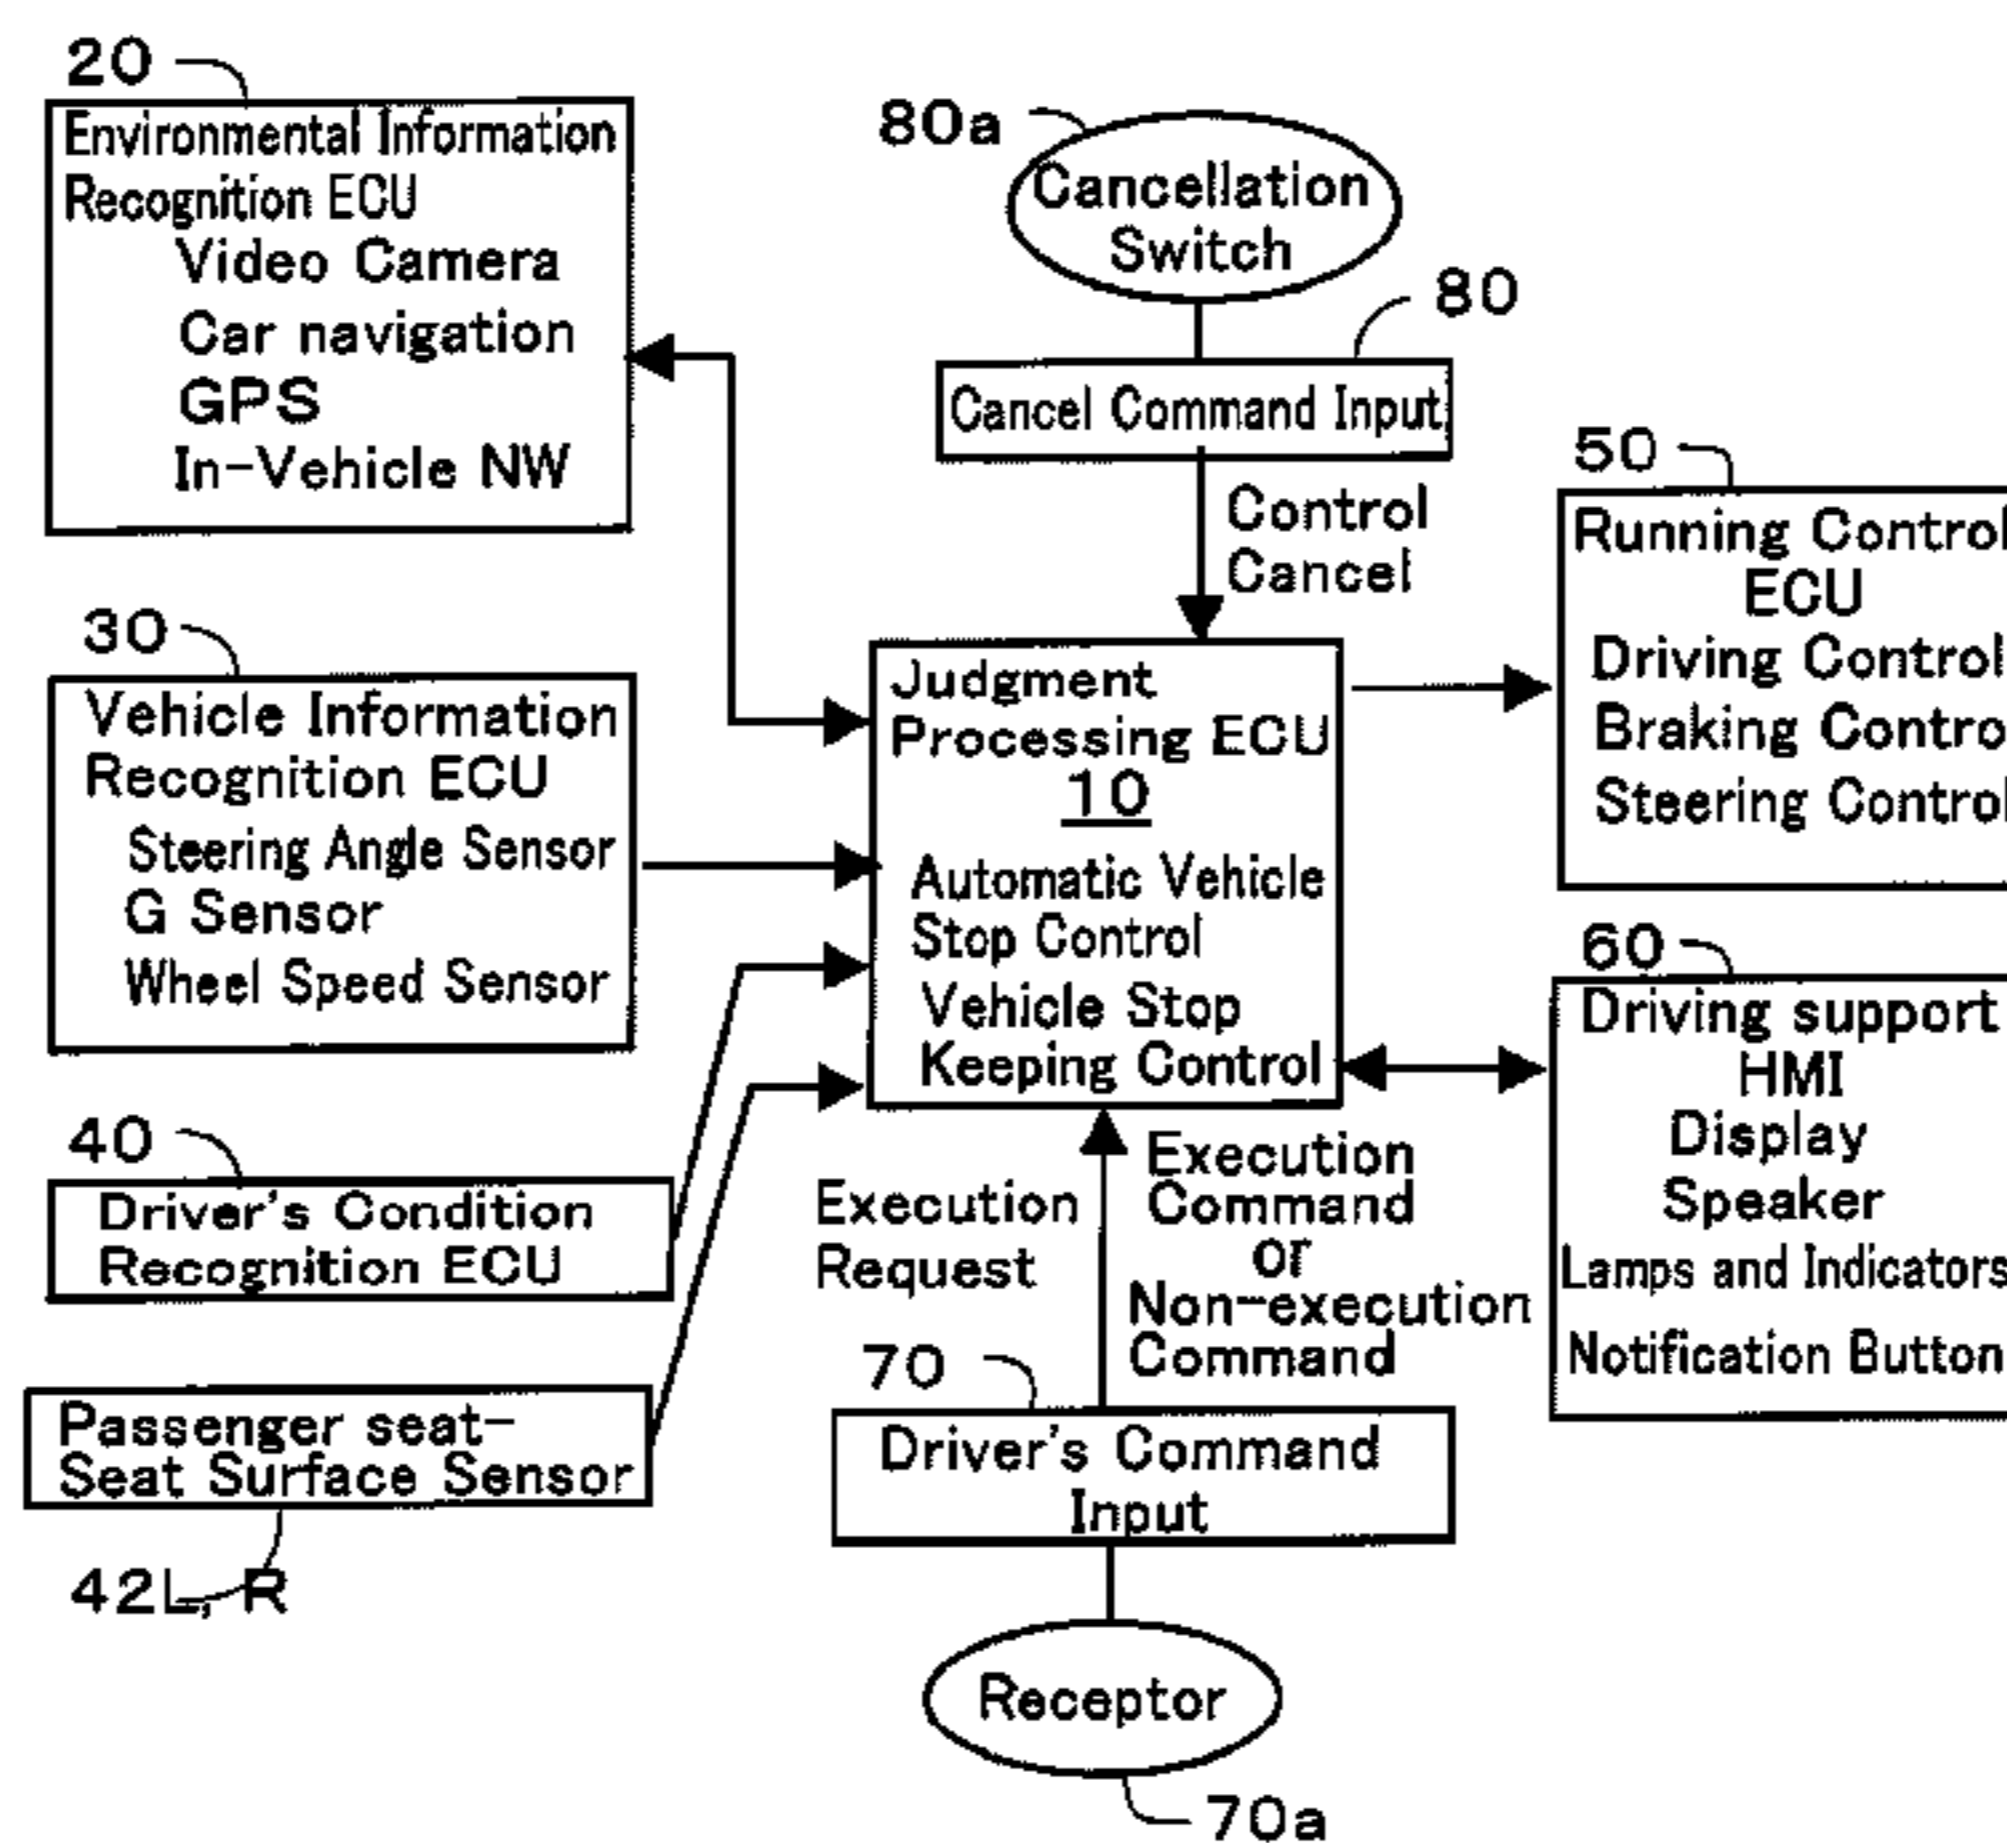 20
Environmental Information
Recognition ECU
Video Camera
Car navigation
GPS
In-Vehicle NW
80a
Cancellation
Switch
80
Cancel Command Input
Control
Cancel
50
Running Control
ECU
Driving Control
Braking Contro
Steering Control
30
Vehicle Information
Recognition ECU
Steering Angle Sensor
G Sensor
Wheel Speed Sensor
Judgment
Processing ECU
10
Automatic Vehicle
Stop Control
Vehicle Stop
Keeping Control
60
Driving support
HMI
Display
Speaker
Lamps and Indicators
Notification Button
40
Driver's Condition
Recognition ECU
Passenger seat-
Seat Surface Sensor
42L, R
Execution
Request
Execution
Command
or
Non-execution
Command
70
Driver's Command
Input
Receptor
70a